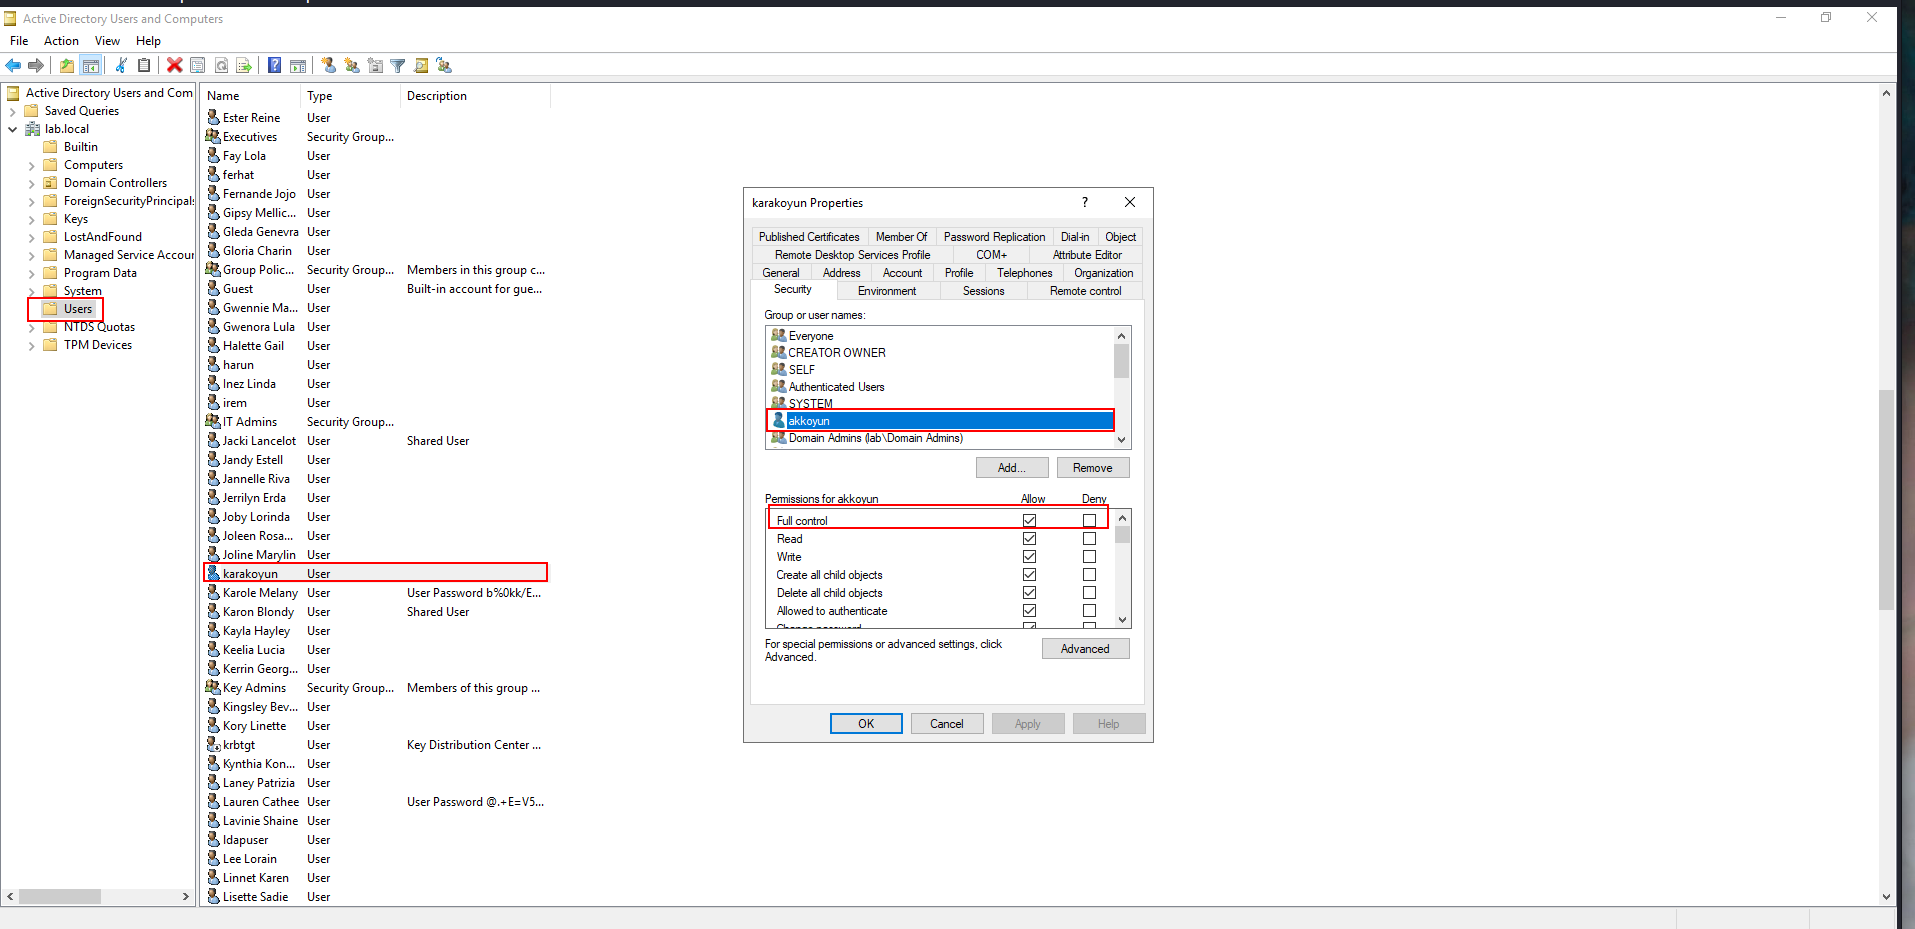 Active Directory Users and Computers
File Action View Help
Active Directory Users and Com
Saved Queries
lab.local
Builtin
Computers
Domain Controllers
ForeignSecurityPrincipals
Keys
LostAndFound
Managed Service Accour
Program Data
System
Users
NTDS Quotas
TPM Devices
Name Type Description
Ester Reine User
Executives Security Group...
Fay Lola User
ferhat User
Fernande Jojo User
Gipsy Mellic... User
Gleda Genevra User
Gloria Charin User
Group Polic... Security Group... Members in this group c...
Guest User Built-in account for gue...
Gwennie Ma... User
Gwenora Lula User
Halette Gail User
harun User
Inez Linda User
irem User
IT Admins Security Group...
Jacki Lancelot User Shared User
Jandy Estell User
Jannelle Riva User
Jerrilyn Erda User
Joby Lorinda User
Joleen Rosa... User
Joline Marylin User
karakoyun User
Karole Melany User User Password b%0kk/E...
Karon Blondy User Shared User
Kayla Hayley User
Keelia Lucia User
Kerrin Georg... User
Key Admins Security Group... Members of this group ...
Kingsley Bev... User
Kory Linette User
krbtgt User Key Distribution Center ...
Kynthia Kon... User
Laney Patrizia User
Lauren Cathee User User Password @.+E=V5...
Lavinie Shaine User
ldapuser User
Lee Lorain User
Linnet Karen User
Lisette Sadie User
karakoyun Properties
?
Published Certificates Member Of Password Replication Dial-in Object
Remote Desktop Services Profile COM+ Attribute Editor
General Address Account Profile Telephones Organization
Security Environment Sessions Remote control
Group or user names:
Everyone
CREATOR OWNER
SELF
Authenticated Users
SYSTEM
akkoyun
Domain Admins (lab\Domain Admins)
Add... Remove
Permissions for akkoyun Allow Deny
Full control
Read
Write
Create all child objects
Delete all child objects
Allowed to authenticate
Change password
For special permissions or advanced settings, click
Advanced.
Advanced
OK Cancel Apply Help